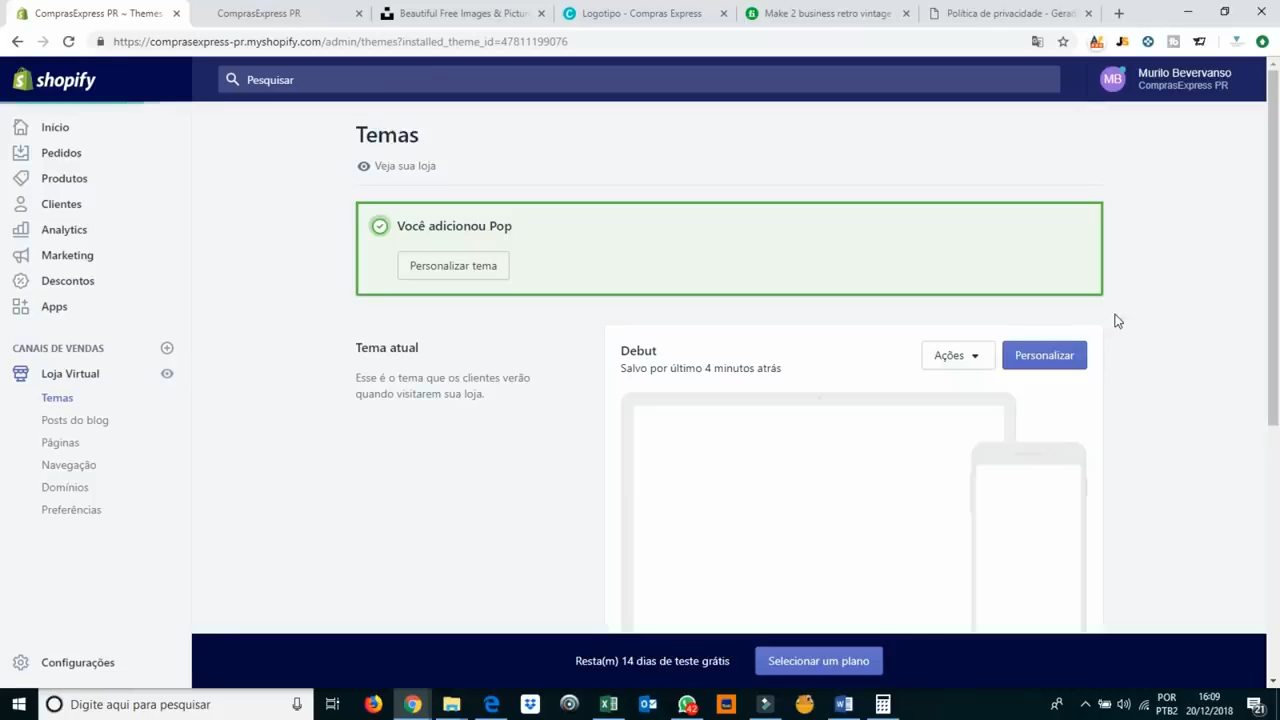 ComprasExpress PR ~ Themes
ComprasExpress PR
Beautiful Free Images & Pictur
Logotipo - Compras Express
Make 2 business retro vintage
Política de privacidade - Gerad
https://comprasexpress-pr.myshopify.com/admin/themes?installed_theme_id=47811199076
shopify
Pesquisar
MB
Murilo Bevervanso
ComprasExpress PR
Início
Pedidos
Produtos
Clientes
Analytics
Marketing
Descontos
Apps
CANAIS DE VENDAS
Loja Virtual
Temas
Posts do blog
Páginas
Navegação
Domínios
Preferências
Configurações
Temas
Veja sua loja
Você adicionou Pop
Personalizar tema
Tema atual
Esse é o tema que os clientes verão
quando visitarem sua loja.
Debut
Salvo por último 4 minutos atrás
Ações
Personalizar
Resta(m) 14 dias de teste grátis
Selecionar um plano
Digite aqui para pesquisar
42
POR
PTB2
16:09
20/12/2018
21